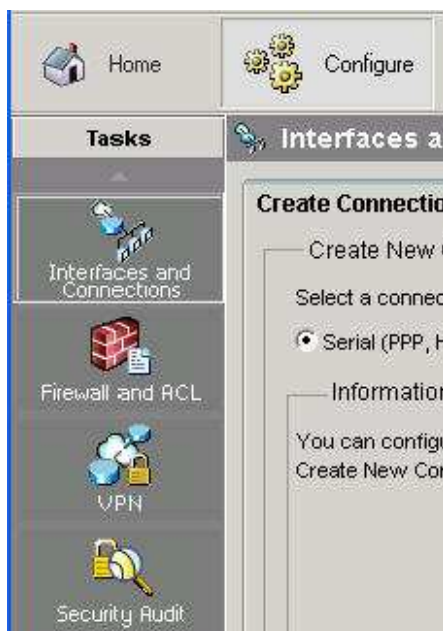 Home
Configure
Tasks
Interfaces a
Create Connectio
Create New
Select a connec
Serial (PPP, H
Information
You can configu
Create New Con
Interfaces and
Connections
Firewall and ACL
VPN
Security Audit